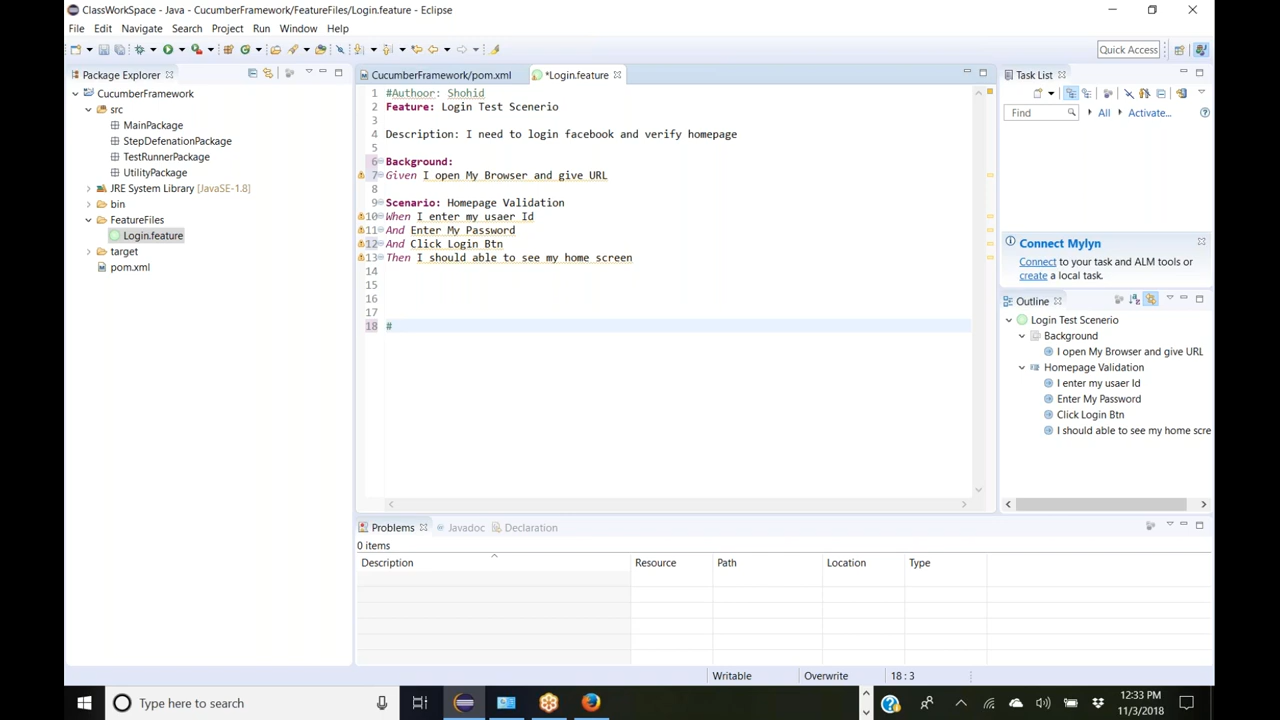 ClassWorkSpace - Java - CucumberFramework/FeatureFiles/Login.feature - Eclipse
File Edit Navigate Search Project Run Window Help
Quick Access
Package Explorer
CucumberFramework
src
MainPackage
StepDefenationPackage
TestRunnerPackage
UtilityPackage
JRE System Library [JavaSE-1.8]
bin
FeatureFiles
Login.feature
target
pom.xml
CucumberFramework/pom.xml *Login.feature
1 #Authoor: Shohid
2 Feature: Login Test Scenerio
3
4 Description: I need to login facebook and verify homepage
5
6 Background:
7 Given I open My Browser and give URL
8
9 Scenario: Homepage Validation
10 When I enter my usaer Id
11 And Enter My Password
12 And Click Login Btn
13 Then I should able to see my home screen
14
15
16
17
18 #
Task List
Find All Activate...
Connect Mylyn
Connect to your task and ALM tools or
create a local task.
Outline
Login Test Scenerio
Background
I open My Browser and give URL
Homepage Validation
I enter my usaer Id
Enter My Password
Click Login Btn
I should able to see my home scre
Problems Javadoc Declaration
0 items
Description Resource Path Location Type
Writable Overwrite 18 : 3
Type here to search
12:33 PM
11/3/2018